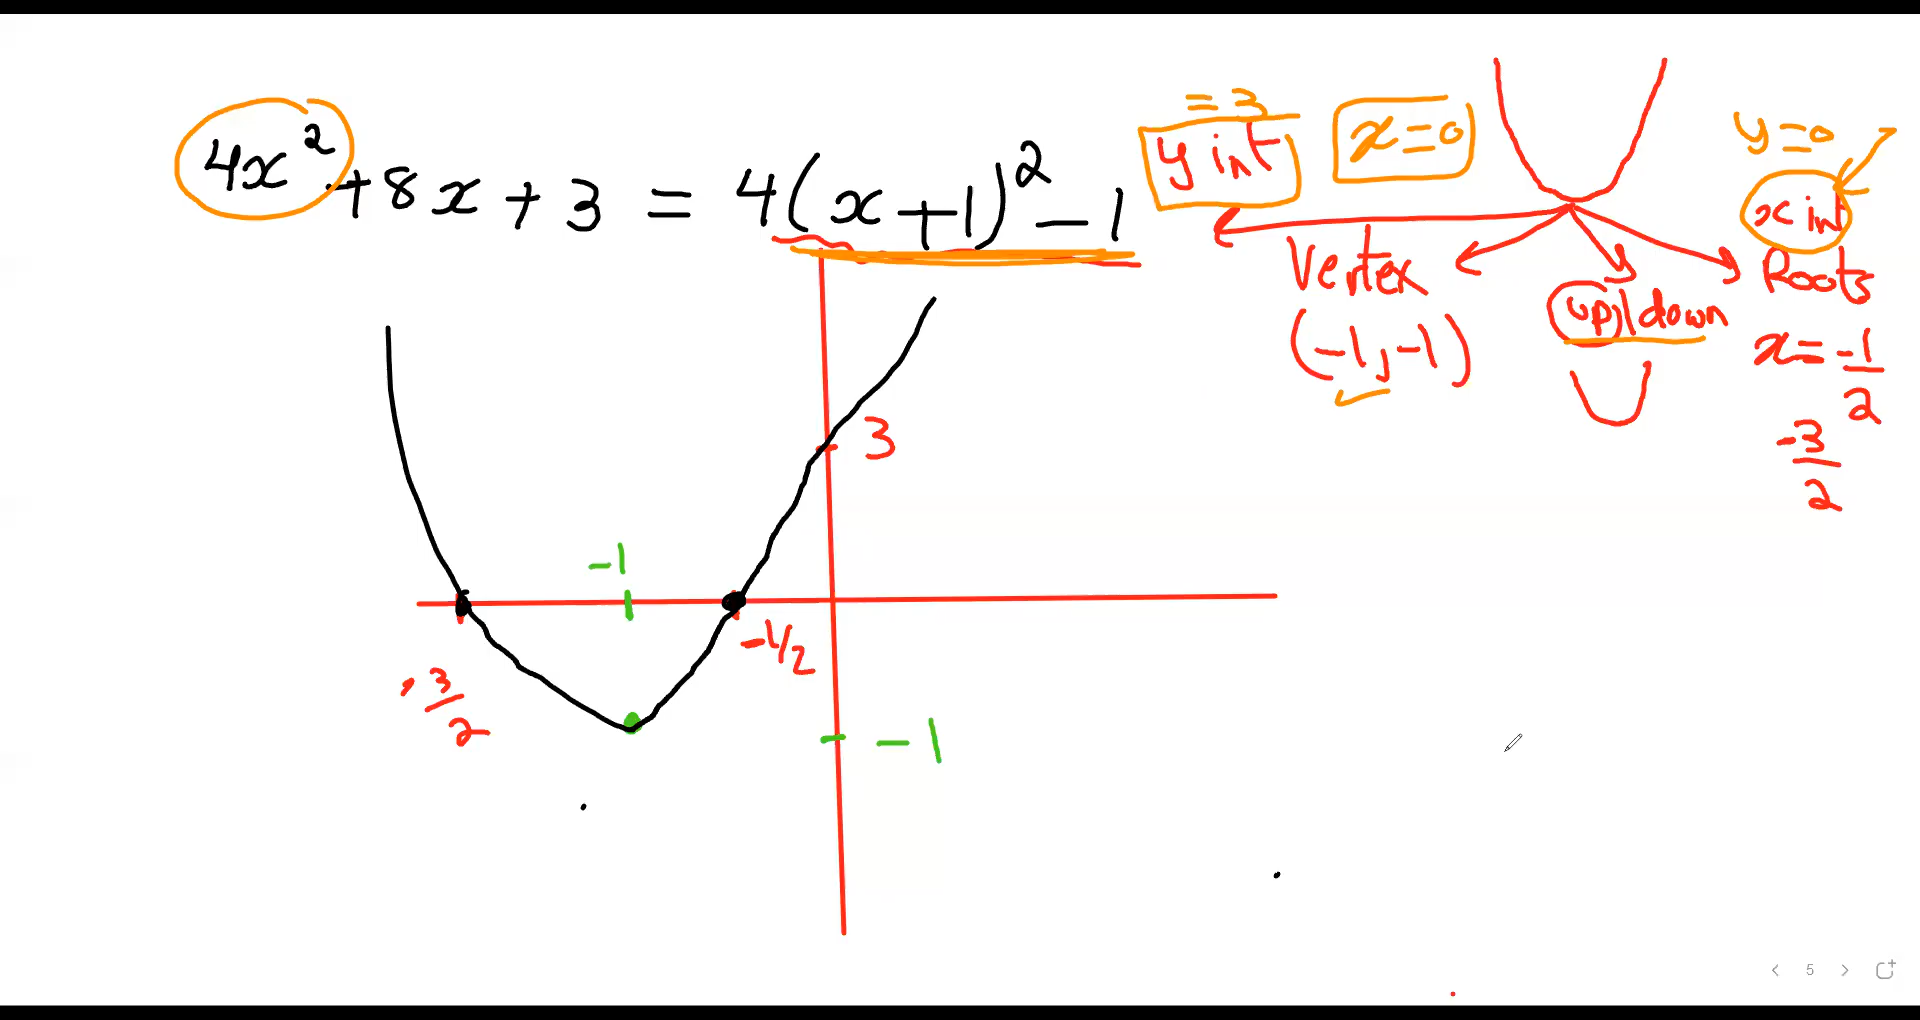 4x² + 8x + 3 = 4(x + 1)² - 1
= 3
y int
x = 0
y = 0
x int
Vertex
(-1, -1)
up/down
Roots
x = -1/2
-3/2
3
-1
-1/2
-3/2
-1
5